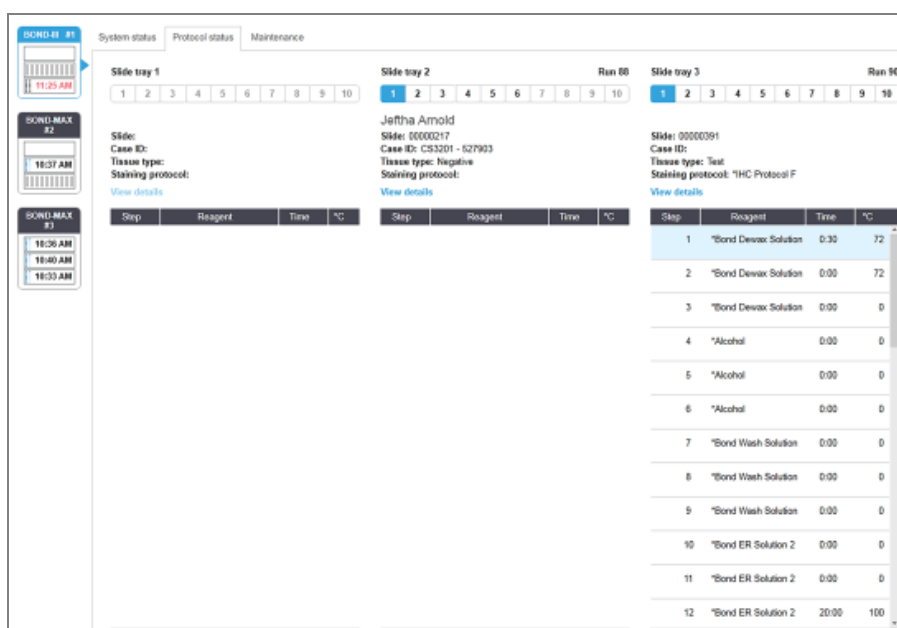 BOND-III #1
11:25 AM
BOND-MAX
#2
10:37 AM
BOND-MAX
#3
10:36 AM
10:40 AM
10:33 AM
System status Protocol status Maintenance
Slide tray 1
1 2 3 4 5 6 7 8 9 10
Slide:
Case ID:
Tissue type:
Staining protocol:
View details
Step Reagent Time °C
Slide tray 2 Run 88
1 2 3 4 5 6 7 8 9 10
Jeftha Arnold
Slide: 00000217
Case ID: CS3201 - 527903
Tissue type: Negative
Staining protocol:
View details
Step Reagent Time °C
Slide tray 3 Run 90
1 2 3 4 5 6 7 8 9 10
Slide: 00000391
Case ID:
Tissue type: Test
Staining protocol: *IHC Protocol F
View details
Step Reagent Time °C
1 *Bond Dewax Solution 0:30 72
2 *Bond Dewax Solution 0:00 72
3 *Bond Dewax Solution 0:00 0
4 *Alcohol 0:00 0
5 *Alcohol 0:00 0
6 *Alcohol 0:00 0
7 *Bond Wash Solution 0:00 0
8 *Bond Wash Solution 0:00 0
9 *Bond Wash Solution 0:00 0
10 *Bond ER Solution 2 0:00 0
11 *Bond ER Solution 2 0:00 0
12 *Bond ER Solution 2 20:00 100